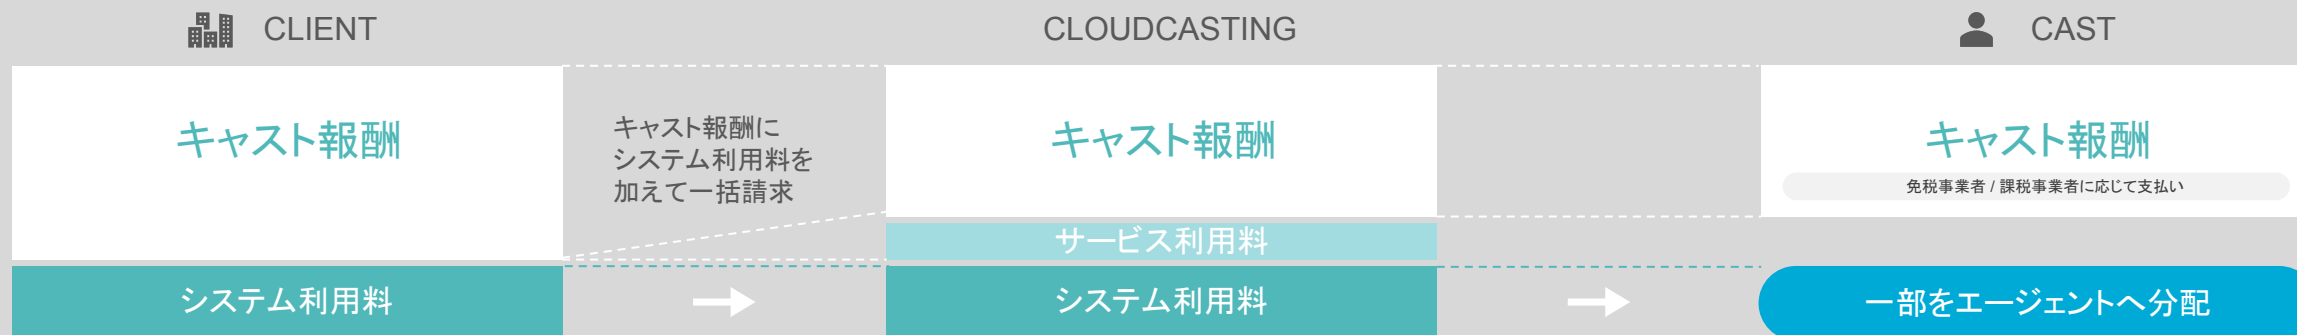 CLIENT
CLOUDCASTING
CAST
キャスト報酬
キャスト報酬に
システム利用料を
加えて一括請求
キャスト報酬
キャスト報酬
免税事業者 / 課税事業者に応じて支払い
サービス利用料
システム利用料
システム利用料
一部をエージェントへ分配